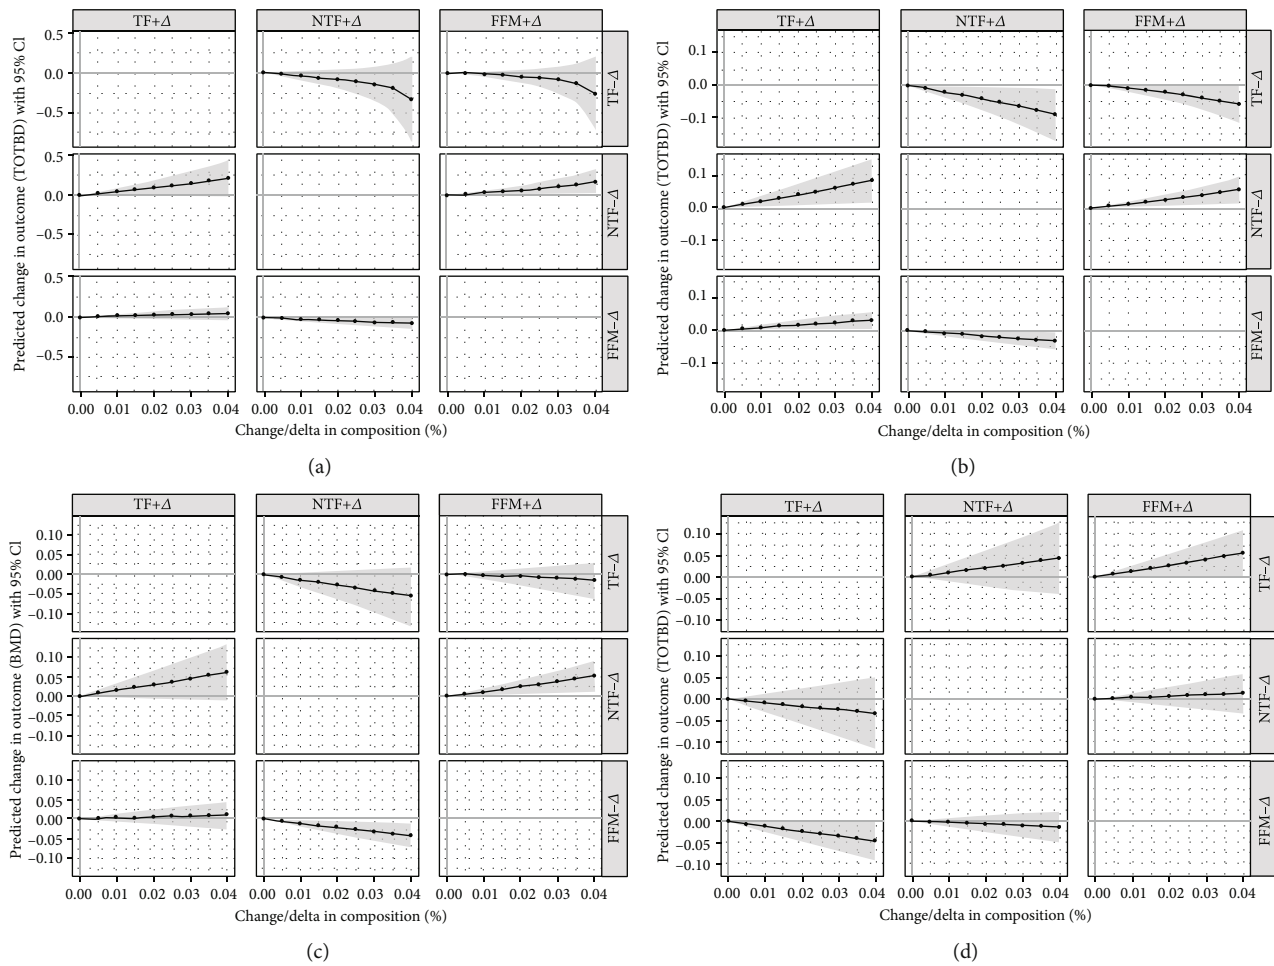 TF+Δ NTF+Δ FFM+Δ
0.5
0.0
−0.5
TF−Δ
0.5
0.0
−0.5
NTF−Δ
0.5
0.0
−0.5
FFM−Δ
Predicted change in outcome (TOTBD) with 95% CI
0.00 0.01 0.02 0.03 0.04 0.00 0.01 0.02 0.03 0.04 0.00 0.01 0.02 0.03 0.04
Change/delta in composition (%)
(a)
TF+Δ NTF+Δ FFM+Δ
0.1
0.0
−0.1
TF−Δ
0.1
0.0
−0.1
NTF−Δ
0.1
0.0
−0.1
FFM−Δ
Predicted change in outcome (TOTBD) with 95% CI
0.00 0.01 0.02 0.03 0.04 0.00 0.01 0.02 0.03 0.04 0.00 0.01 0.02 0.03 0.04
Change/delta in composition (%)
(b)
TF+Δ NTF+Δ FFM+Δ
0.10
0.05
0.00
−0.05
−0.10
TF−Δ
0.10
0.05
0.00
−0.05
−0.10
NTF−Δ
0.10
0.05
0.00
−0.05
−0.10
FFM−Δ
Predicted change in outcome (BMD) with 95% CI
0.00 0.01 0.02 0.03 0.04 0.00 0.01 0.02 0.03 0.04 0.00 0.01 0.02 0.03 0.04
Change/delta in composition (%)
(c)
TF+Δ NTF+Δ FFM+Δ
0.10
0.05
0.00
−0.05
−0.10
TF−Δ
0.10
0.05
0.00
−0.05
−0.10
NTF−Δ
0.10
0.05
0.00
−0.05
−0.10
FFM−Δ
Predicted change in outcome (TOTBD) with 95% CI
0.00 0.01 0.02 0.03 0.04 0.00 0.01 0.02 0.03 0.04 0.00 0.01 0.02 0.03 0.04
Change/delta in composition (%)
(d)